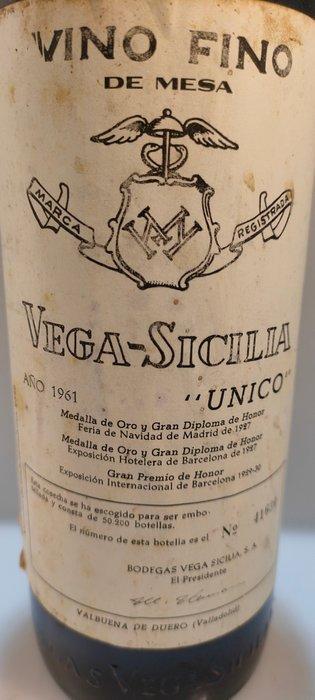 VINO FINO
DE MESA
MARCA REGISTRADA
VEGA-SICILIA
AÑO 1961 "UNICO"
Medalla de Oro y Gran Diploma de Honor
Feria de Navidad de Madrid de 1927
Medalla de Oro y Gran Diploma de Honor
Exposición Hotelera de Barcelona de 1927
Gran Premio de Honor
Exposición Internacional de Barcelona 1929-30
Esta cosecha se ha escogido para ser embo-
tellada y consta de 50.200 botellas.
El número de esta botella es el Nº
BODEGAS VEGA SICILIA, S. A.
El Presidente
VALBUENA DE DUERO (Valladolid)